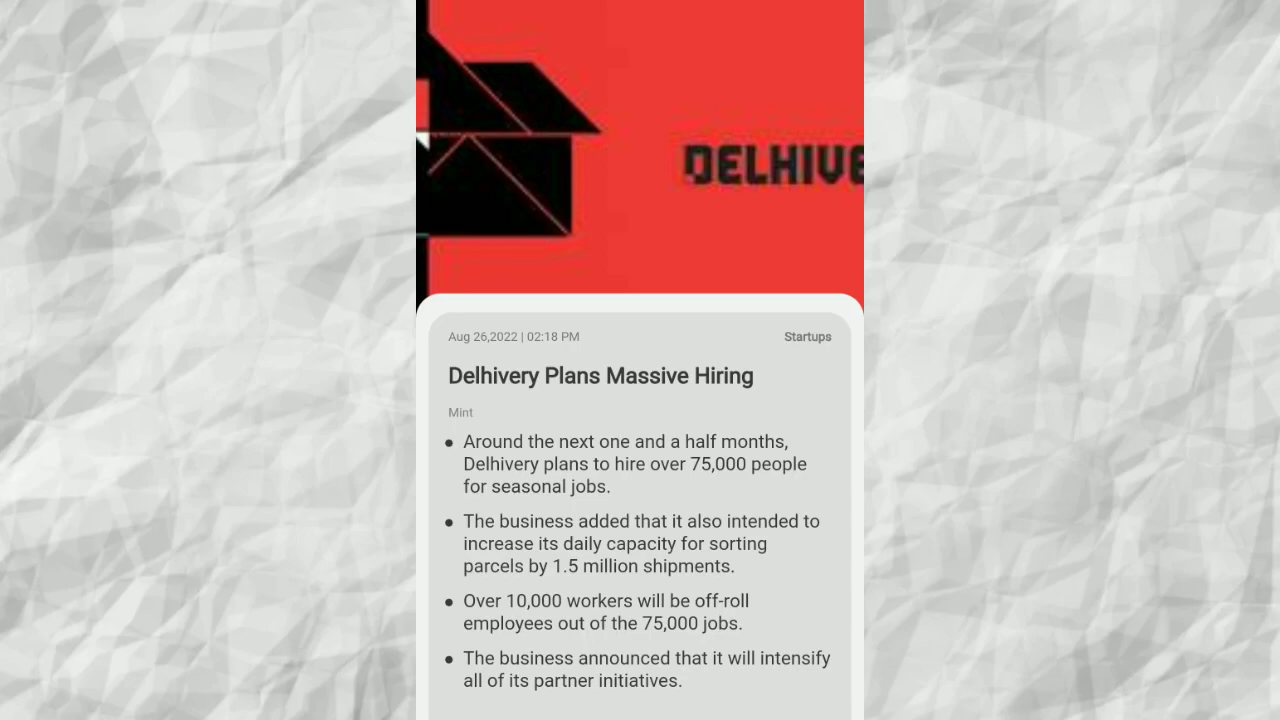 DELHIVE
Aug 26,2022 | 02:18 PM
Startups
Delhivery Plans Massive Hiring
Mint
• Around the next one and a half months,
Delhivery plans to hire over 75,000 people
for seasonal jobs.
• The business added that it also intended to
increase its daily capacity for sorting
parcels by 1.5 million shipments.
• Over 10,000 workers will be off-roll
employees out of the 75,000 jobs.
• The business announced that it will intensify
all of its partner initiatives.